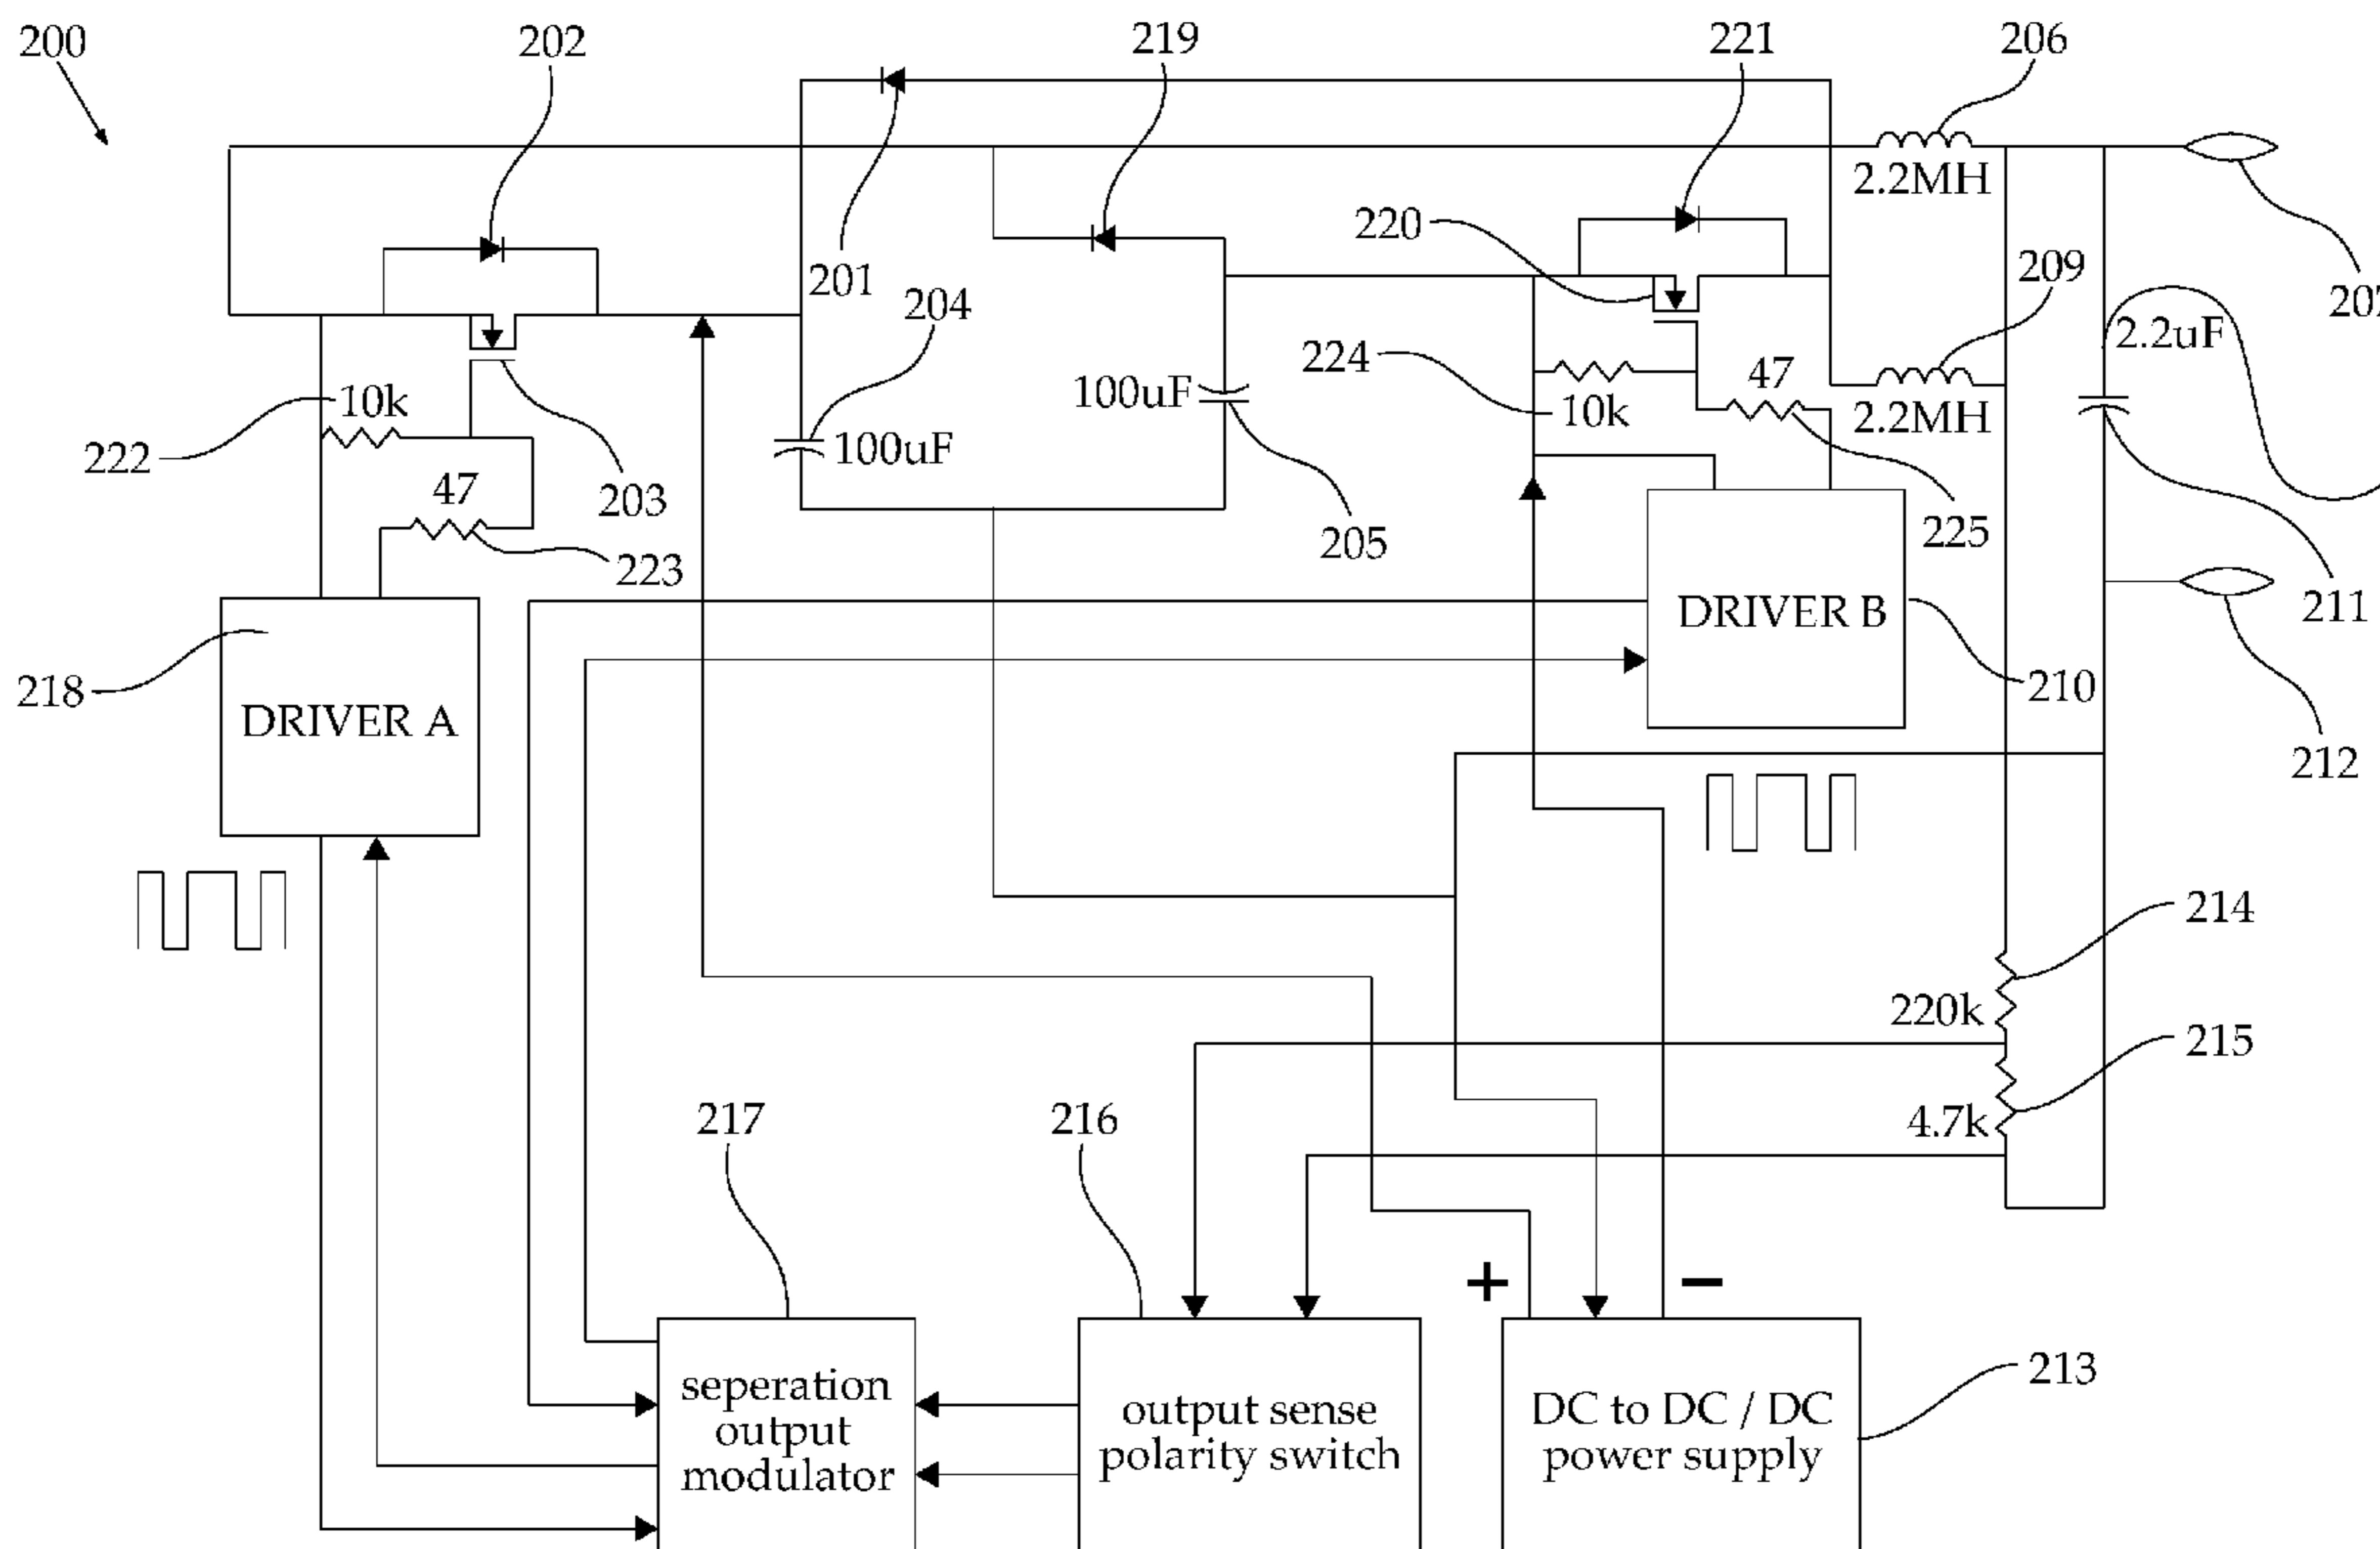 200
202
219
221
206
2.2MH
207
201
220
209
204
2.2uF
224
47
100uF
10k
10k
2.2MH
222
100uF
47
203
205
225
223
211
DRIVER B
218
210
DRIVER A
212
214
220k
215
217
216
4.7k
+
−
213
seperation
output
modulator
output sense
polarity switch
DC to DC / DC
power supply